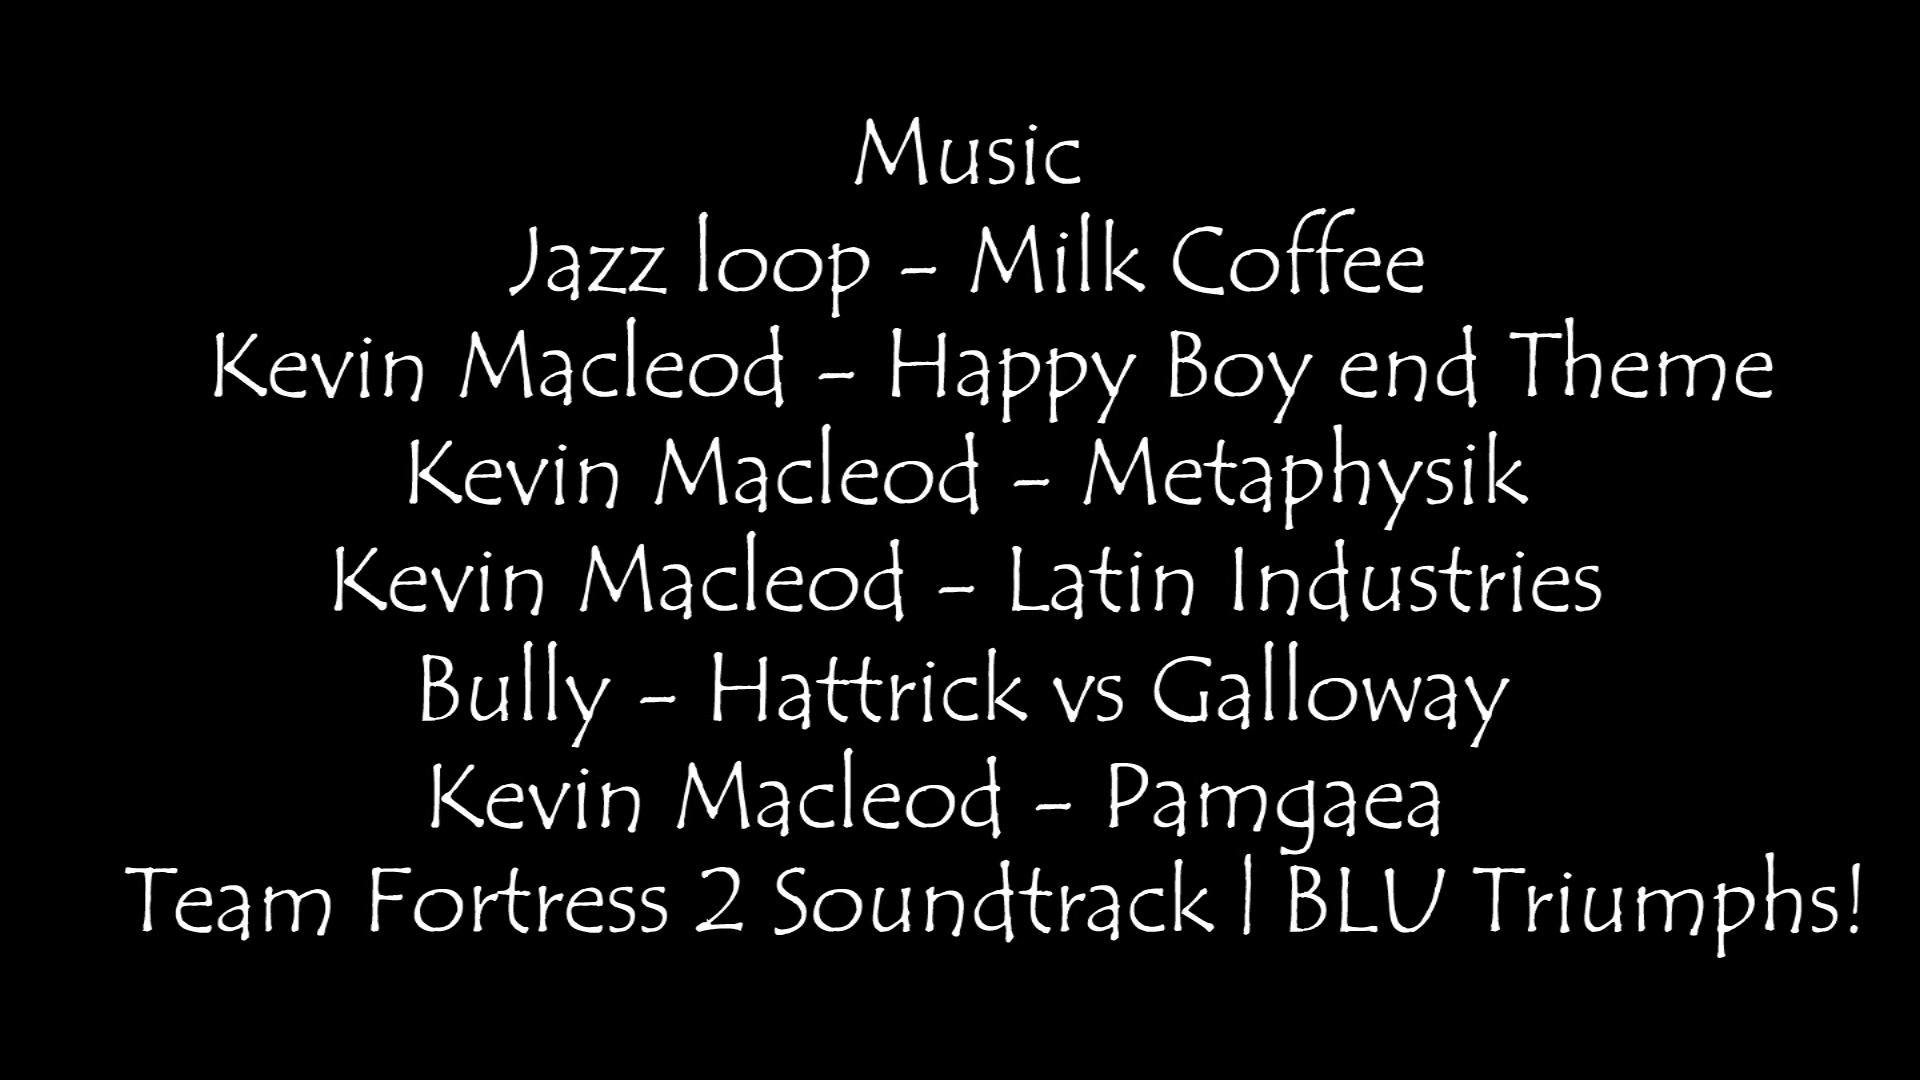 Music
Jazz loop - Milk Coffee
Kevin Macleod - Happy Boy end Theme
Kevin Macleod - Metaphysik
Kevin Macleod - Latin Industries
Bully - Hattrick vs Galloway
Kevin Macleod - Pamgaea
Team Fortress 2 Soundtrack | BLU Triumphs!